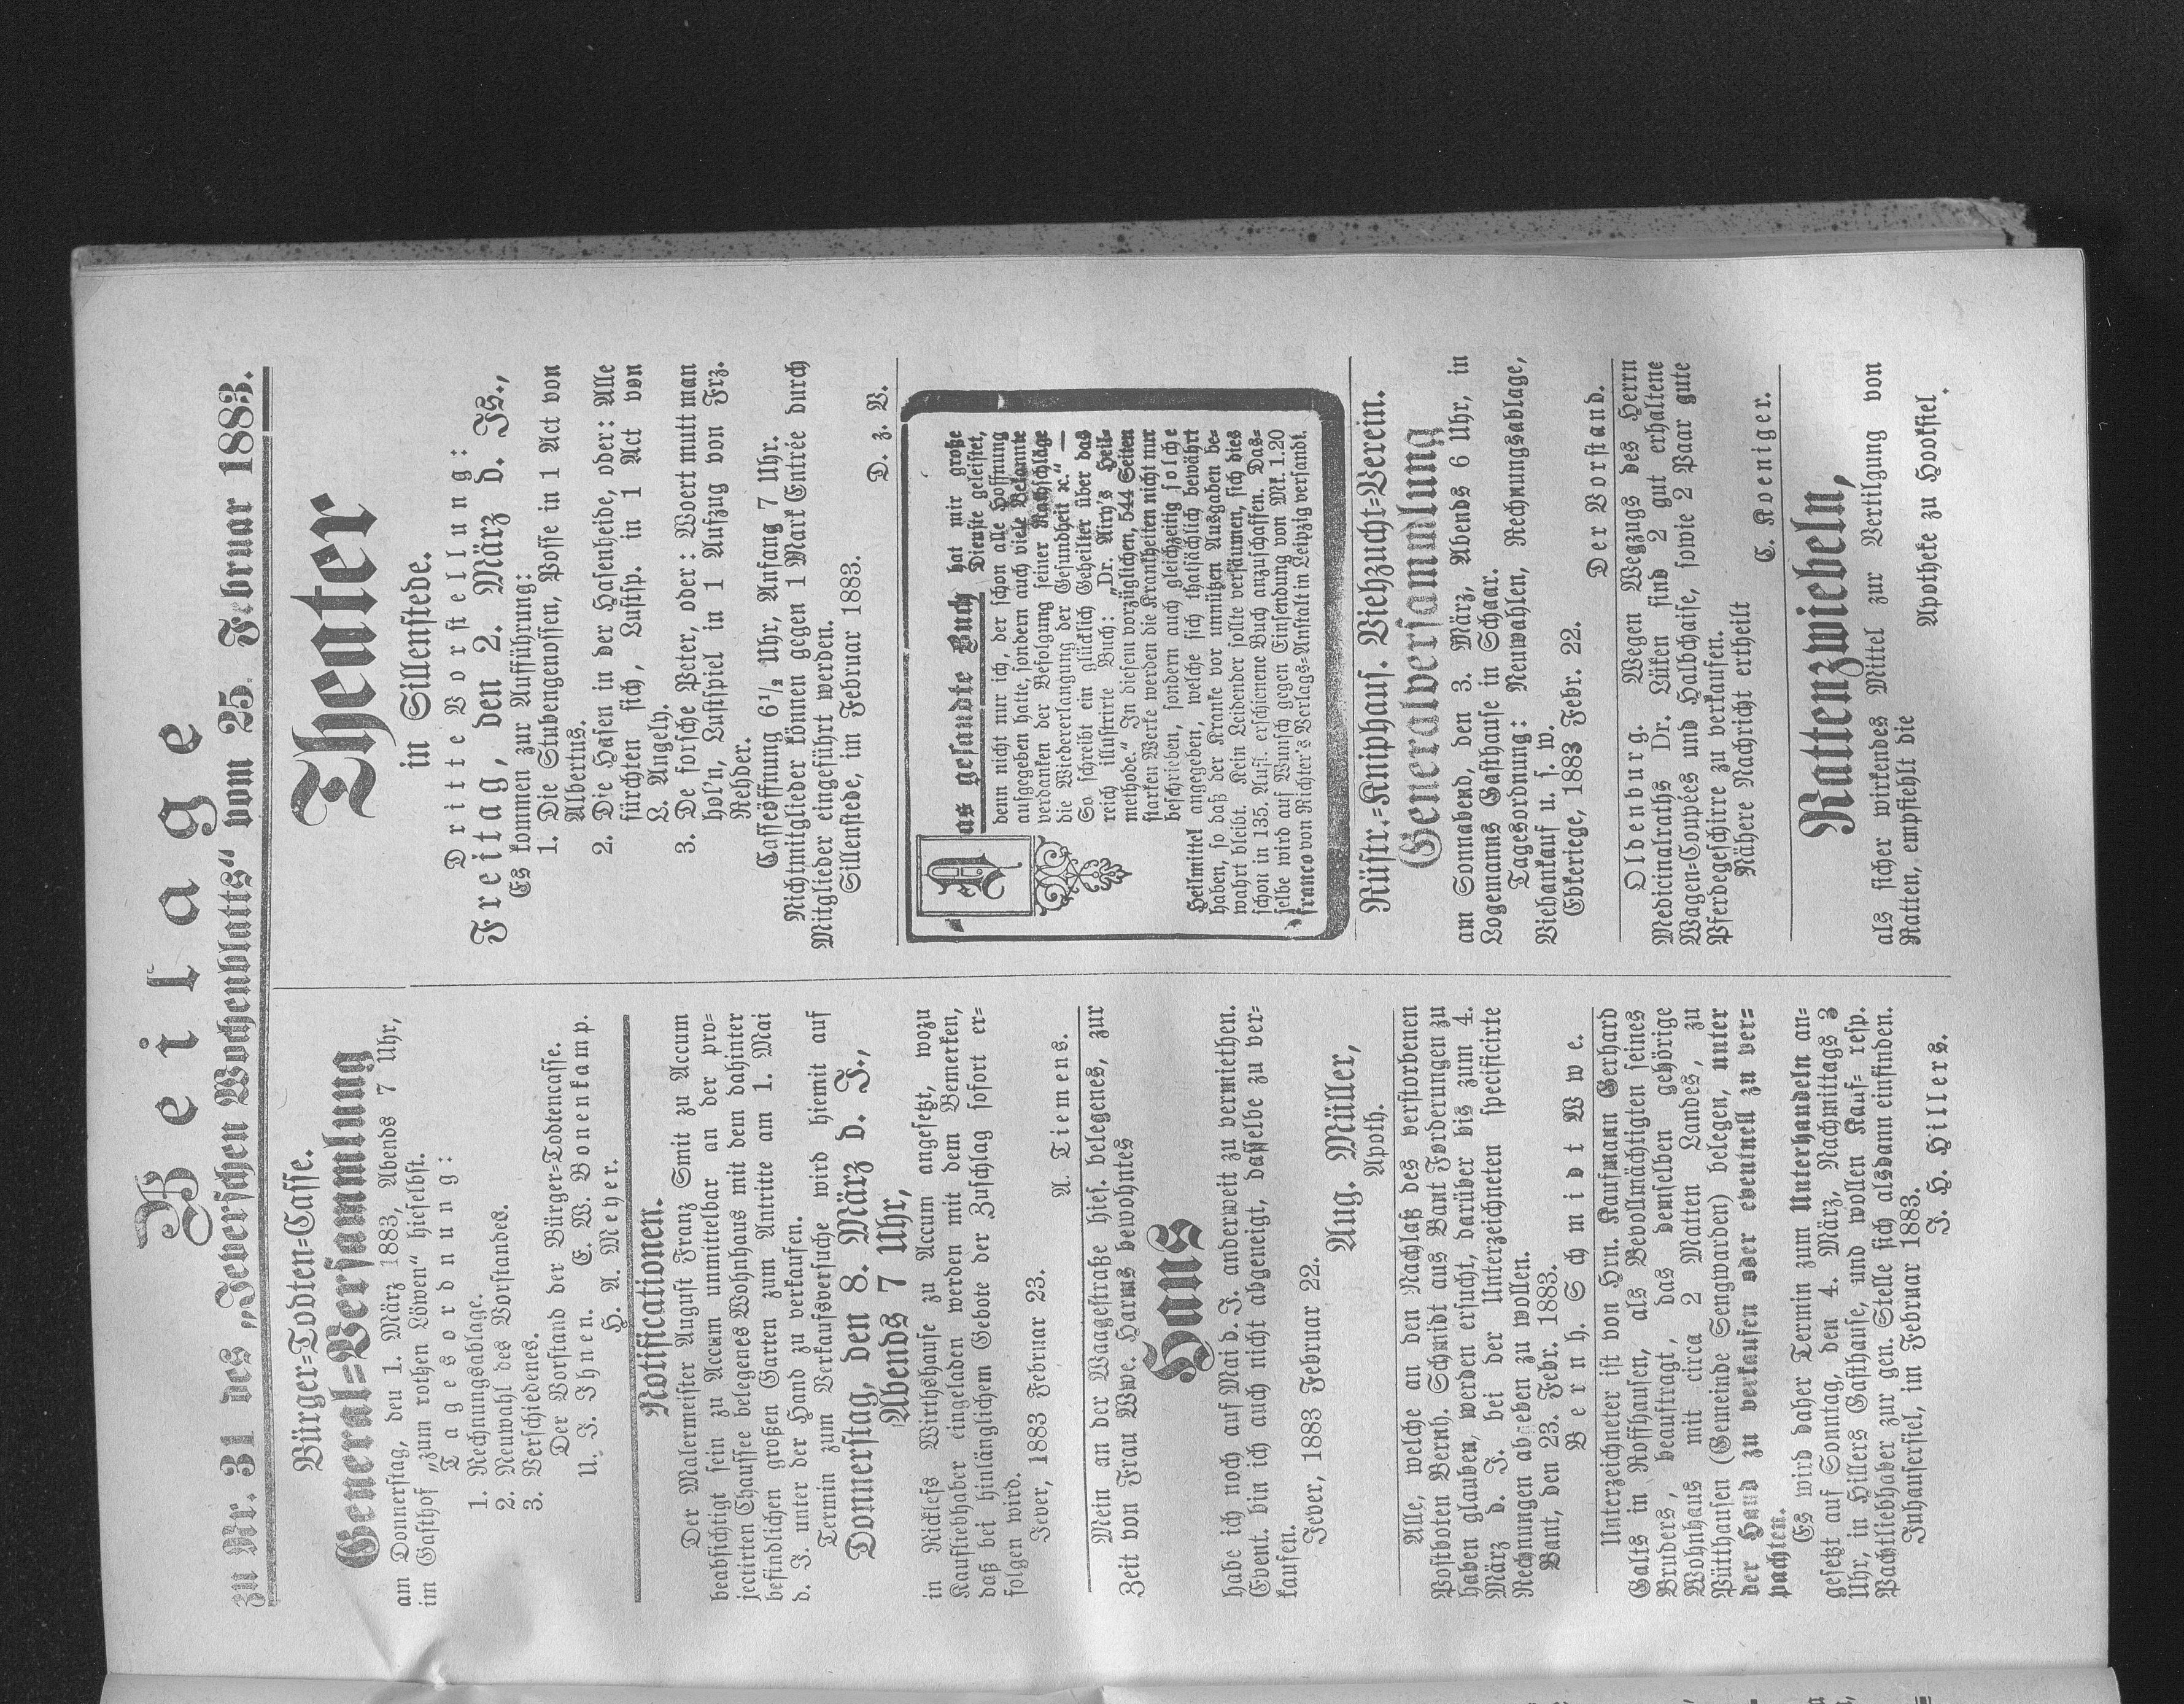 Beilage
zu Nr. 31 des „Jeverschen Wochenblatts“ vom 25. Februar 1883.
Bürger=Todten=Casse.
General=Versammlung
am Donnerstag, den 1. März 1883, Abends 7 Uhr,
im Gasthof „zum rothen Löwen“ hieselbst.
Tagesordnung:
1. Rechnungsablage.
2. Neuwahl des Vorstandes.
3. Verschiedenes.
Der Vorstand der Bürger=Todtencasse.
U. J. Ihnen. E. W. Bonenkamp.
H. A. Meyer.
Notificationen.
Der Malermeister August Franz Smit zu Accum
beabsichtigt sein zu Accum unmittelbar an der pro=
jectirten Chaussee belegenes Wohnhaus mit dem dahinter
befindlichen großen Garten zum Antritte am 1. Mai
d. J. unter der Hand zu verkaufen.
Termin zum Verkaufsversuche wird hiemit auf
Donnerstag, den 8. März d. J.,
Abends 7 Uhr,
in Ricklefs Wirthshause zu Accum angesetzt, wozu
Kaufliebhaber eingeladen werden mit dem Bemerken,
daß bei hinlänglichem Gebote der Zuschlag sofort er=
folgen wird.
Jever, 1883 Februar 23.
A. Tiemens.
Mein an der Waagestraße hies. belegenes, zur
Zeit von Frau Wwe. Harms bewohntes
Haus
habe ich noch auf Mai d. J. anderweit zu vermiethen.
Event. bin ich auch nicht abgeneigt, dasselbe zu ver=
kaufen.
Jever, 1883 Februar 22.
Aug. Müller,
Apoth.
Alle, welche an den Nachlaß des verstorbenen
Postboten Bernh. Schmidt aus Bant Forderungen zu
haben glauben, werden ersucht, darüber bis zum 4.
März d. J. bei der Unterzeichneten specificirte
Rechnungen abgeben zu wollen.
Bant, den 23. Febr. 1883.
Bernh. Schmidt Wwe.
Unterzeichneter ist von Hrn. Kaufmann Gerhard
Galts in Roffhausen, als Bevollmächtigten seines
Bruders, beauftragt, das demselben gehörige
Wohnhaus mit circa 2 Matten Landes, zu
Pütthausen (Gemeinde Sengwarden) belegen, unter
der Hand zu verkaufen oder eventuell zu ver=
pachten.
Es wird daher Termin zum Unterhandeln an=
gesetzt auf Sonntag, den 4. März, Nachmittags 3
Uhr, in Hillers Gasthause, und wollen Kauf= resp.
Pachtliebhaber zur gen. Stelle sich alsdann einfinden.
Inhausersiel, im Februar 1883.
J. H. Hillers.
Theater
in Sillenstede.
Dritte Vorstellung:
Freitag, den 2. März d. Js.,
Es kommen zur Aufführung:
1. Die Stubengenossen, Posse in 1 Act von
Albertus.
2. Die Hasen in der Hasenheide, oder: Alle
fürchten sich, Lustsp. in 1 Act von
L. Angely.
3. De forsche Peter, oder: Woert mutt man
hol'n, Lustspiel in 1 Aufzug von Frz.
Rehder.
Casseöffnung 6½ Uhr, Anfang 7 Uhr.
Nichtmitglieder können gegen 1 Mark Entrée durch
Mitglieder eingeführt werden.
Sillenstede, im Februar 1883.
D. z. V.
Das gesandte Buch hat mir große
Dienste geleistet,
denn nicht nur ich, der schon alle Hoffnung
aufgegeben hatte, sondern auch viele Bekannte
verdanken der Befolgung seiner Rathschläge
die Wiedererlangung der Gesundheit ꝛc.“ —
So schreibt ein glücklich Geheilter über das
reich illustrirte Buch: „Dr. Airy's Heil=
methode.“ In diesem vorzüglichen, 544 Seiten
starken Werke werden die Krankheiten nicht nur
beschrieben, sondern auch gleichzeitig solche
Heilmittel angegeben, welche sich thatsächlich bewährt
haben, so daß der Kranke vor unnützen Ausgaben be=
wahrt bleibt. Kein Leidender sollte versäumen, sich dies
schon in 135. Aufl. erschienene Buch anzuschaffen. Das=
selbe wird auf Wunsch gegen Einsendung von Mk. 1.20
franco von Richter's Verlags=Anstalt in Leipzig versandt.
Rüstr.=Kniphaus. Viehzucht=Verein.
Generalversammlung
am Sonnabend, den 3. März, Abends 6 Uhr, in
Logemanns Gasthause in Schaar.
Tagesordnung: Neuwahlen, Rechnungsablage,
Viehankauf u. s. w.
Ebkeriege, 1883 Febr. 22.
Der Vorstand.
Oldenburg. Wegen Wegzugs des Herrn
Medicinalraths Dr. Lüken sind 2 gut erhaltene
Wagen=Coupées und Halbchaise, sowie 2 Paar gute
Pferdegeschirre zu verkaufen.
Nähere Nachricht ertheilt
C. Koeniger.
Rattenzwiebeln,
als sicher wirkendes Mittel zur Vertilgung von
Ratten, empfiehlt die
Apotheke zu Hooksiel.